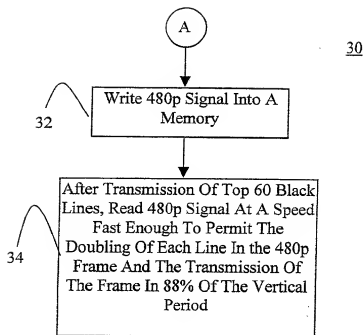 A
30
32
Write 480p Signal Into A
Memory
34
After Transmission Of Top 60 Black
Lines, Read 480p Signal At A Speed
Fast Enough To Permit The
Doubling Of Each Line In the 480p
Frame And The Transmission Of
The Frame In 88% Of The Vertical
Period